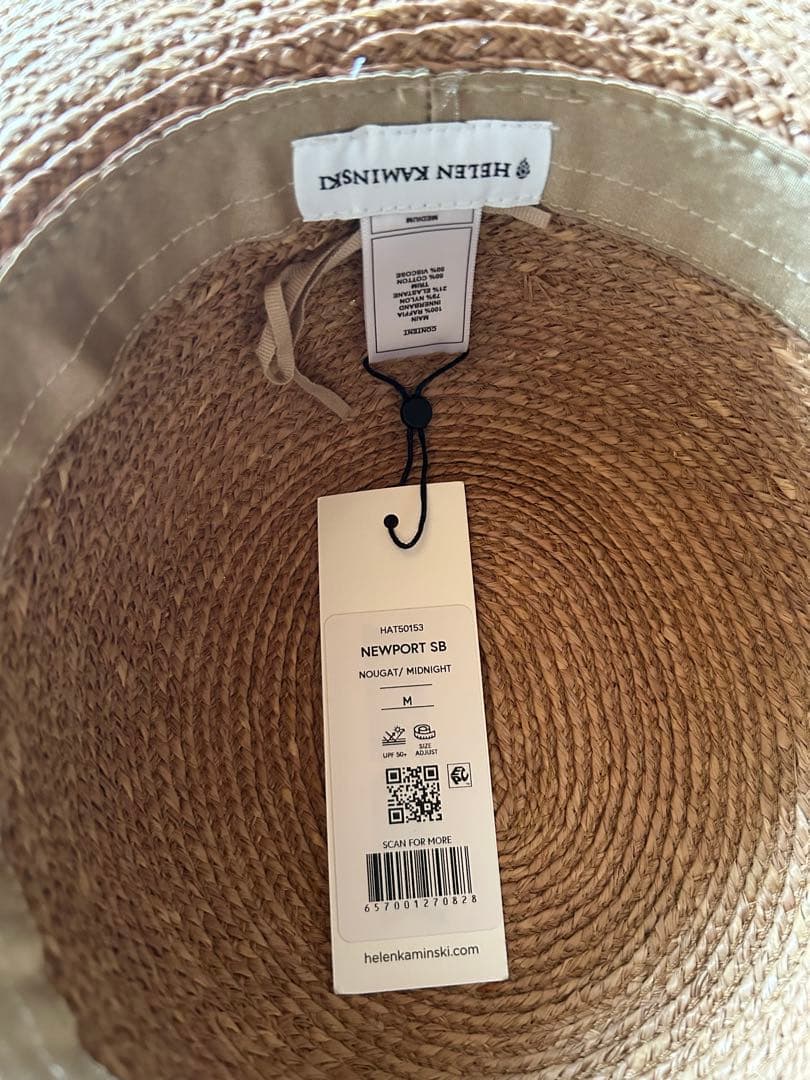 HELEN KAMINSKI
MEDIUM
CONTENT
MAIN
100% RAFFIA
INNERBAND
79% NYLON
21% ELASTANE
TRIM
50% COTTON
50% VISCOSE
HAT50153
NEWPORT SB
NOUGAT/ MIDNIGHT
M
UPF 50+
SIZE
ADJUST
SCAN FOR MORE
657001270828
helenkaminski.com